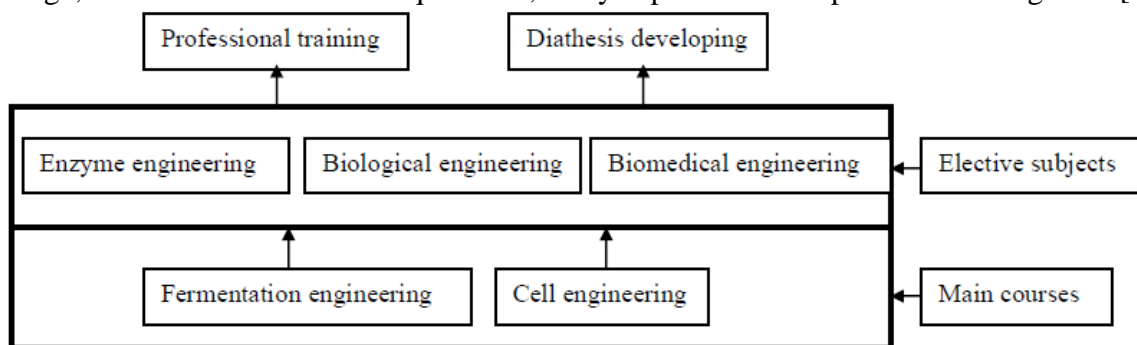 Professional training
Diathesis developing
Enzyme engineering
Biological engineering
Biomedical engineering
Elective subjects
Fermentation engineering
Cell engineering
Main courses